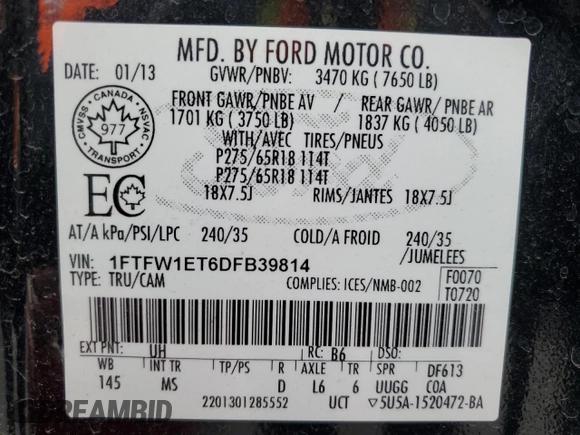 MFD. BY FORD MOTOR CO.
DATE: 01/13 GVWR/PNBV: 3470 KG ( 7650 LB)
FRONT GAWR/PNBE AV / REAR GAWR/ PNBE AR
1701 KG ( 3750 LB) 1837 KG ( 4050 LB)
WITH/AVEC TIRES/PNEUS
P275/65R18 114T
P275/65R18 114T
18X7.5J RIMS/JANTES 18X7.5J
CANADA
CMVSS NSVAC
977
TRANSPORT
EC
AT/A kPa/PSI/LPC 240/35 COLD/A FROID 240/35
/JUMELEES
VIN: 1FTFW1ET6DFB39814 F0070
TYPE: TRU/CAM COMPLIES: ICES/NMB-002 T0720
EXT PNT: UH RC: B6 DSO:
WB INT TR TP/PS R AXLE TR SPR DF613
145 MS D L6 6 UUGG COA
2201301285552 UCT 5U5A-1520472-BA
DREAMBID